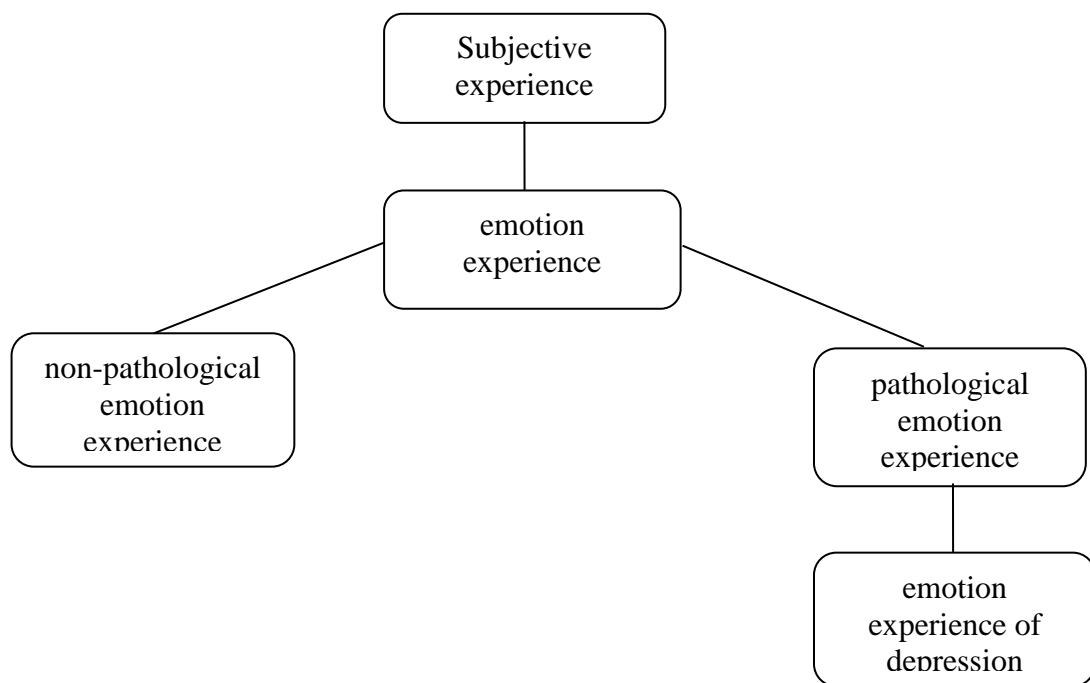 Subjective
experience
emotion
experience
non-pathological
emotion
experience
pathological
emotion
experience
emotion
experience of
depression